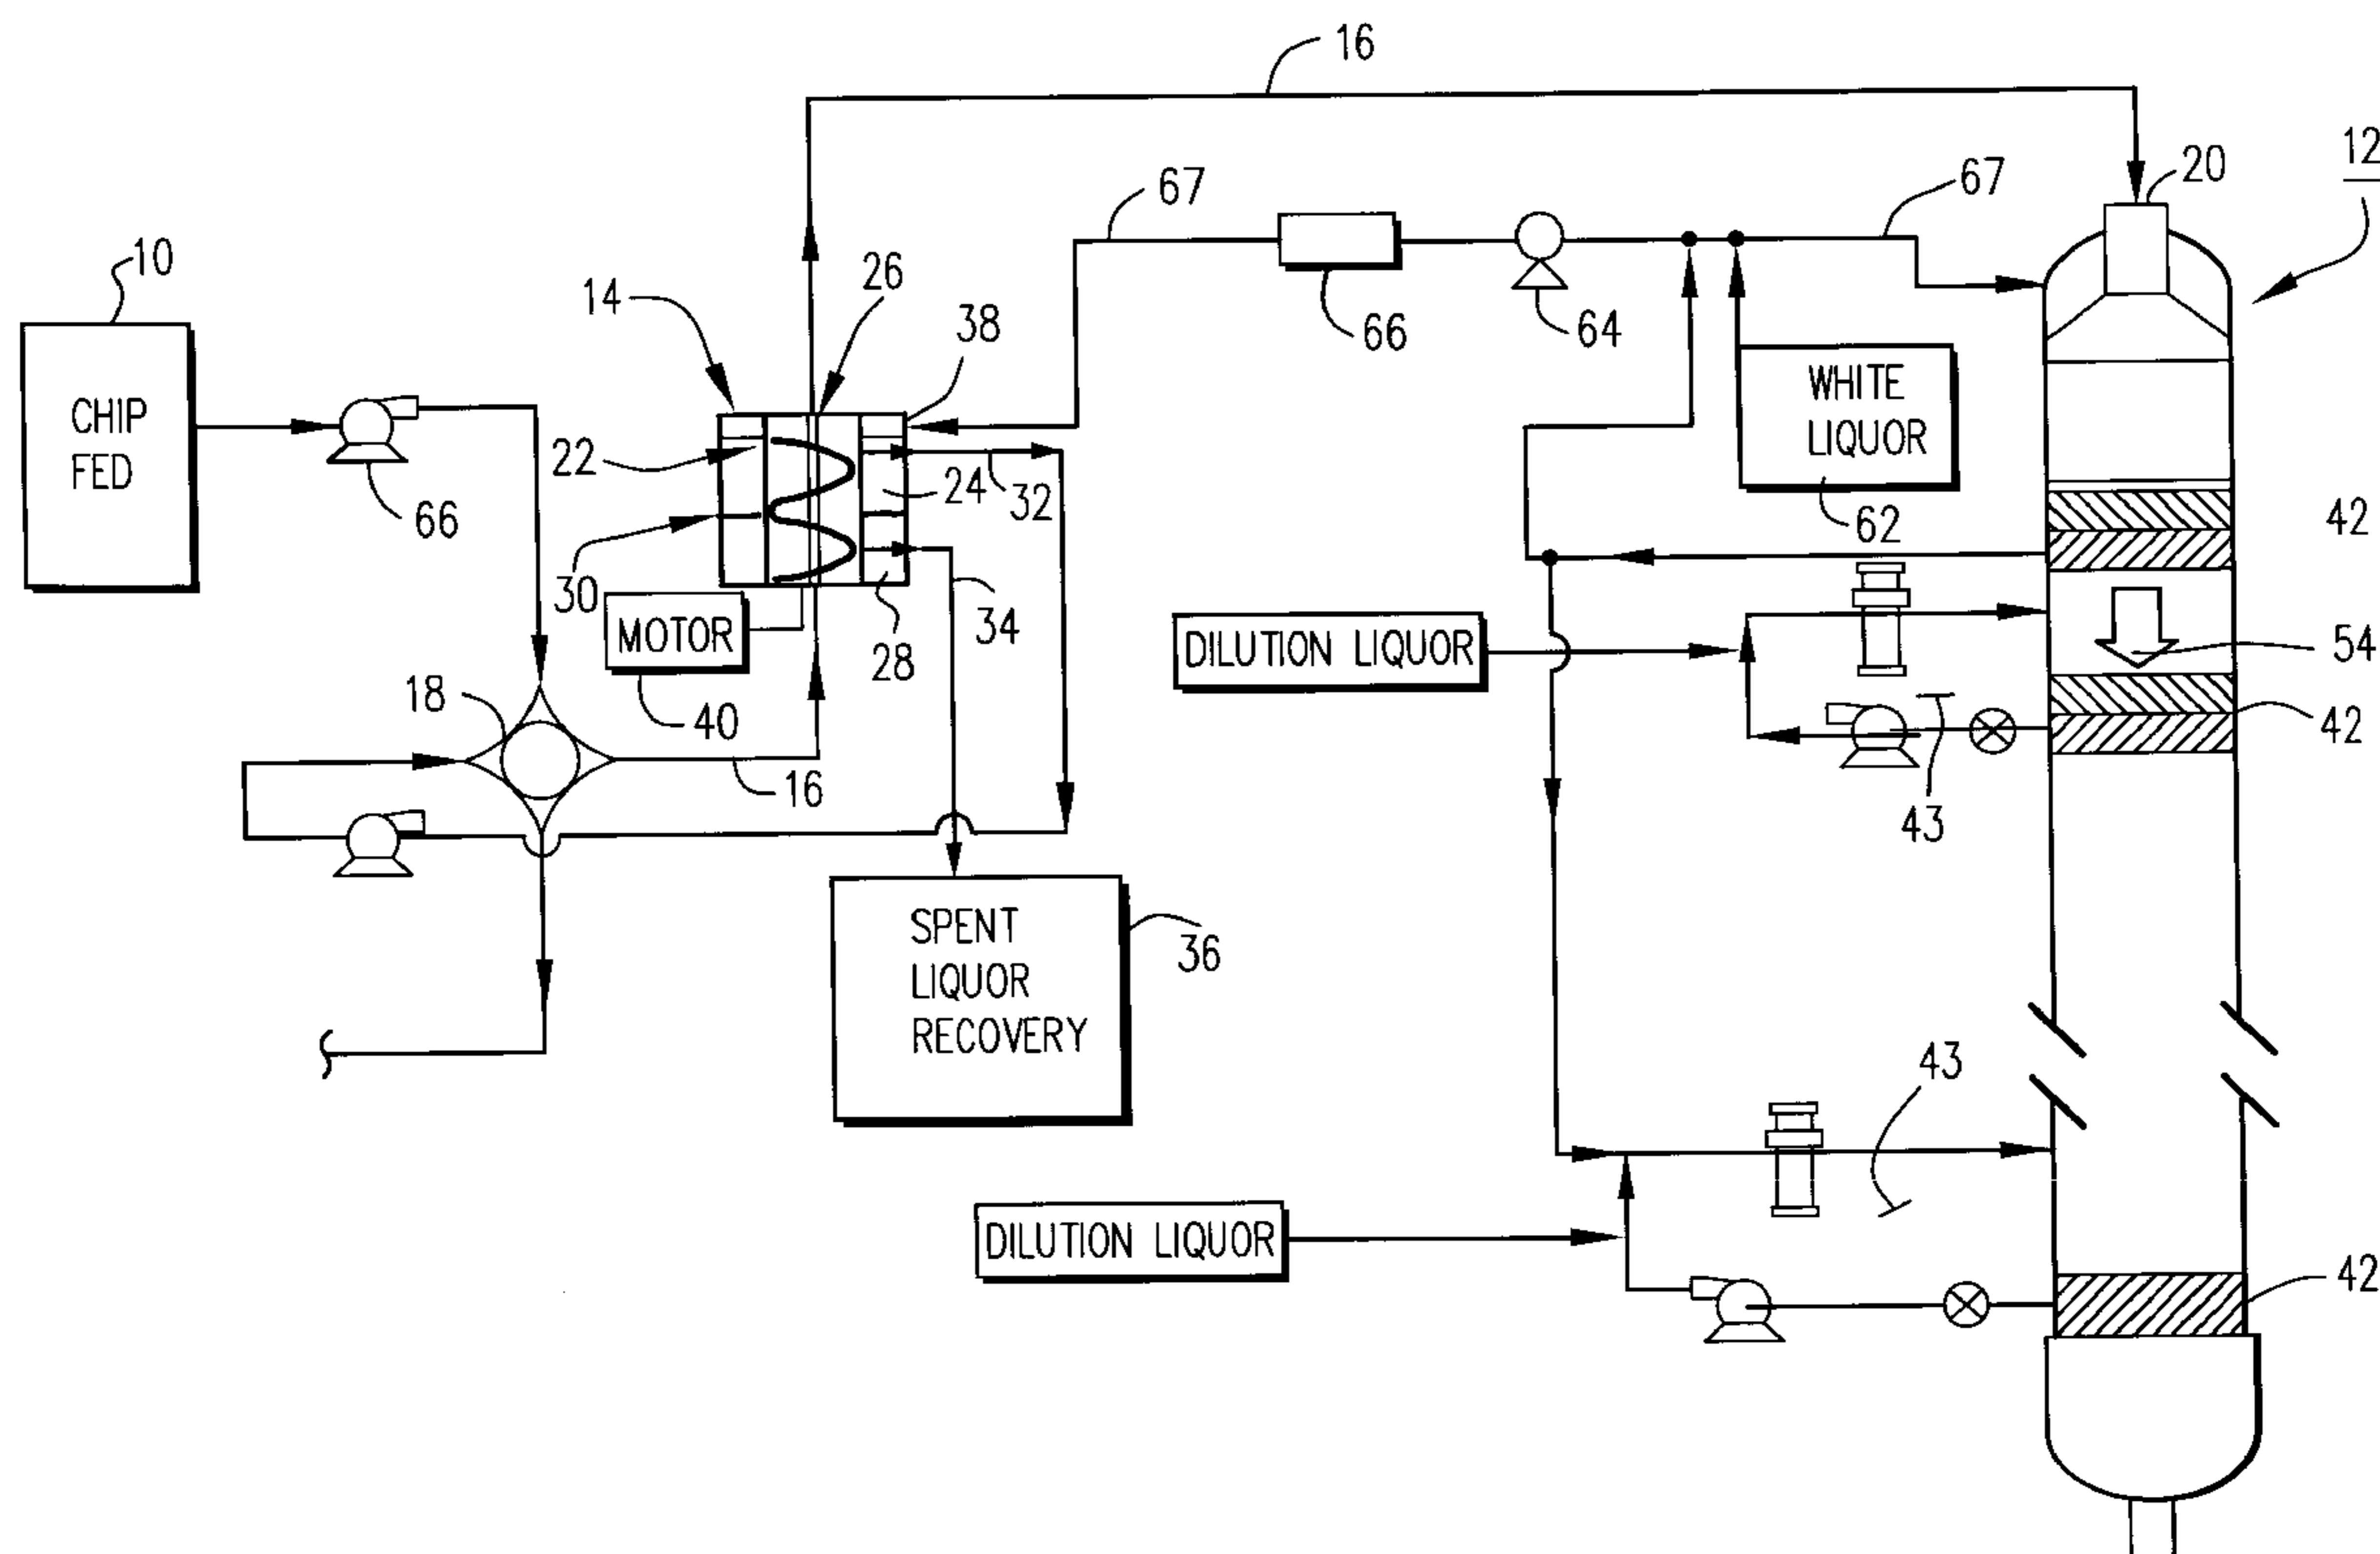 16
12
20
67
67
10
26
14
38
66
64
CHIP
FED
WHITE
LIQUOR
22
24
32
66
62
42
30
34
MOTOR
28
DILUTION LIQUOR
54
18
40
42
16
43
SPENT
LIQUOR
RECOVERY
36
43
DILUTION LIQUOR
42